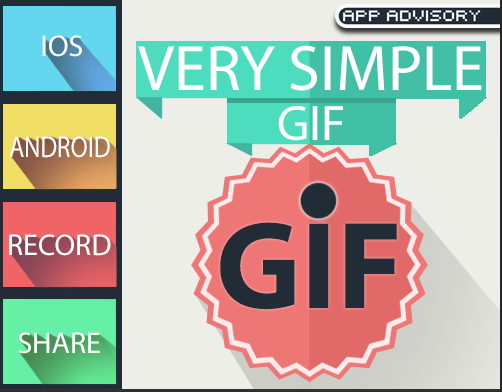 APP ADVISORY
IOS
ANDROID
RECORD
SHARE
VERY SIMPLE
GIF
GiF